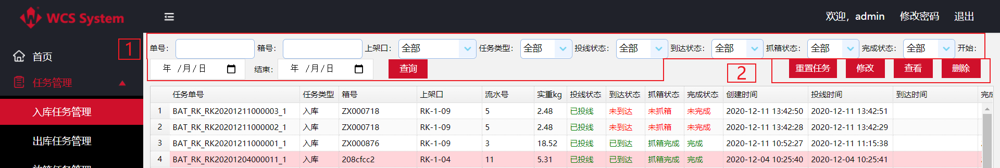 WCS System
欢迎，admin 修改密码 退出
1
首页
任务管理
入库任务管理
出库任务管理
单号： 箱号： 上架口： 全部 任务类型： 全部 投线状态： 全部 到达状态： 全部 抓箱状态： 全部 完成状态： 全部 开始：
年 /月/日 结束： 年 /月/日 查询
2
重置任务 修改 查看 删除
任务单号 任务类型 箱号 上架口 流水号 实重kg 投线状态 到达状态 抓箱状态 完成状态 创建时间 投线时间 到达时间
1 BAT_RK_RK20201211000003_1 入库 ZX000718 RK-1-09 5 2.48 已投线 未到达 未抓箱 未完成 2020-12-11 13:42:50 2020-12-11 13:42:51
2 BAT_RK_RK20201211000002_1 入库 ZX000718 RK-1-09 5 2.48 已投线 未到达 未抓箱 未完成 2020-12-11 13:42:28 2020-12-11 13:42:29
3 BAT_RK_RK20201211000001_1 入库 ZX000876 RK-1-09 3 18.52 已投线 已到达 抓箱完成 完成 2020-12-11 10:52:27 2020-12-11 11:15:38
4 BAT_RK_RK20201204000011_1 入库 208cfcc2 RK-1-04 11 5.31 已投线 已到达 抓箱完成 完成 2020-12-04 10:25:40 2020-12-04 10:25:41